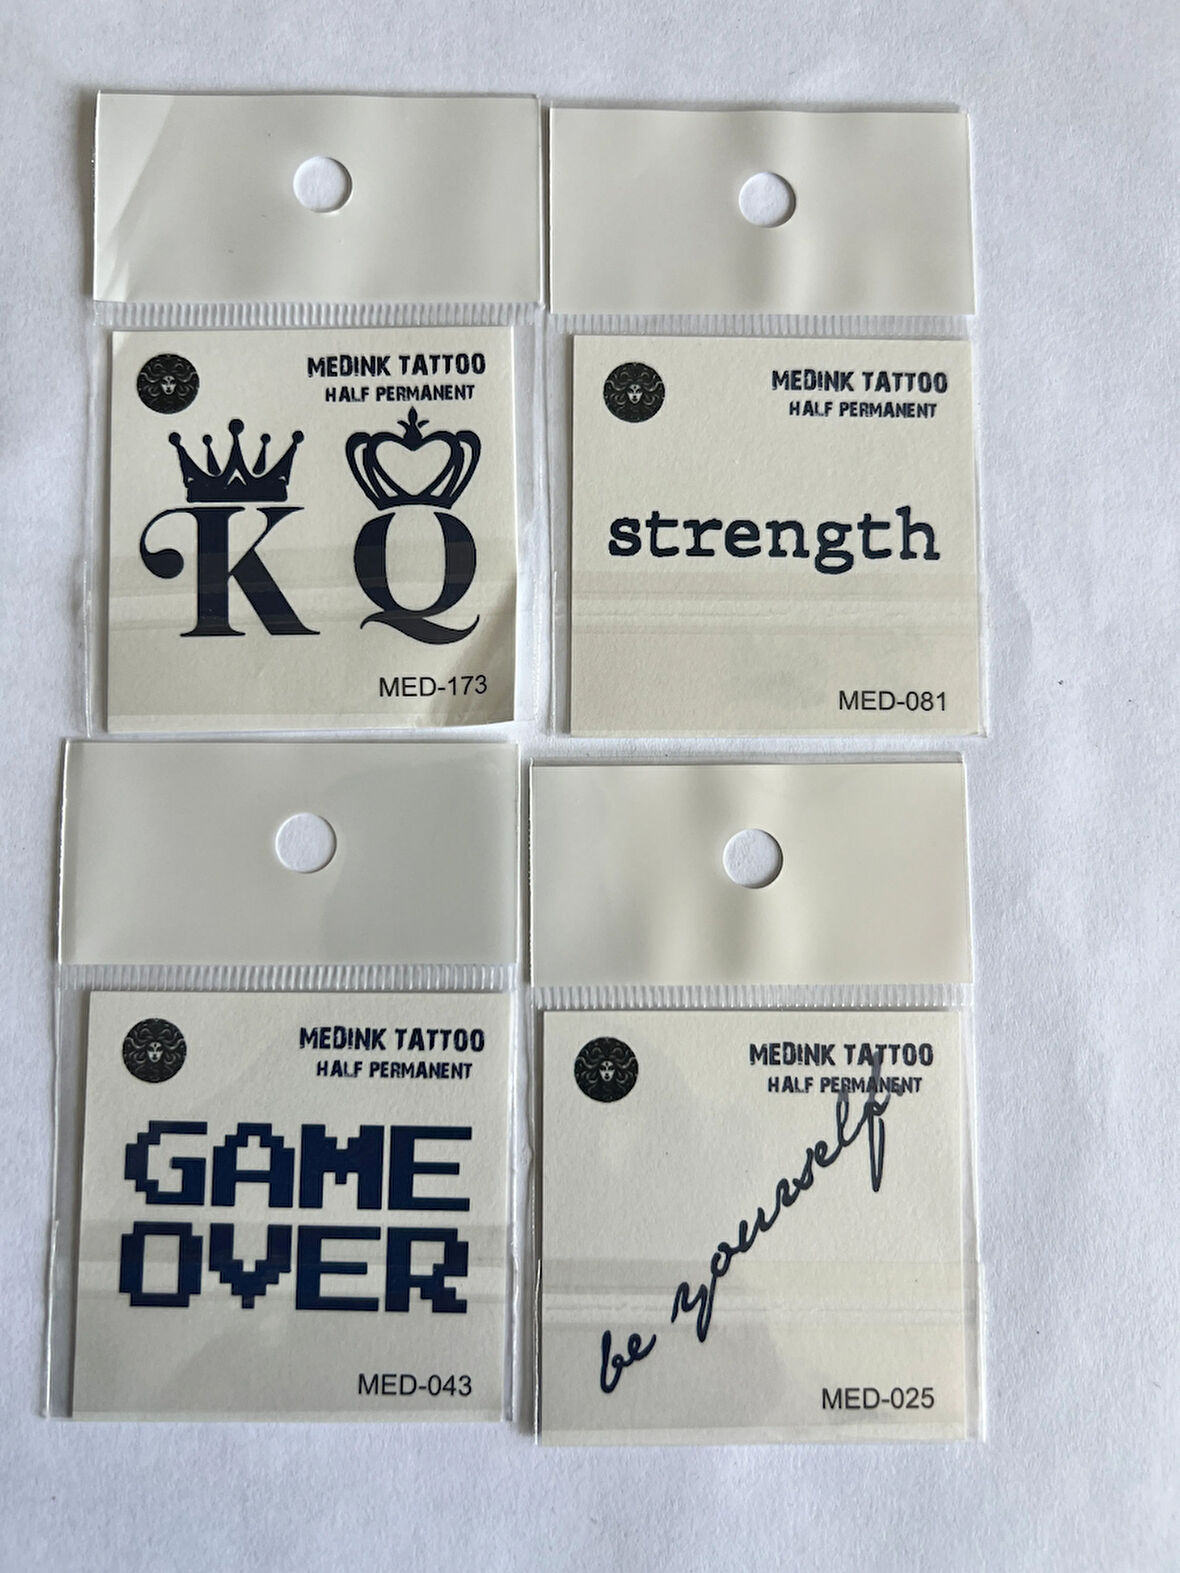 MEDINK TATTOO
HALF PERMANENT
K Q
MED-173
MEDINK TATTOO
HALF PERMANENT
strength
MED-081
MEDINK TATTOO
HALF PERMANENT
GAME
OVER
MED-043
MEDINK TATTOO
HALF PERMANENT
be yourself.
MED-025